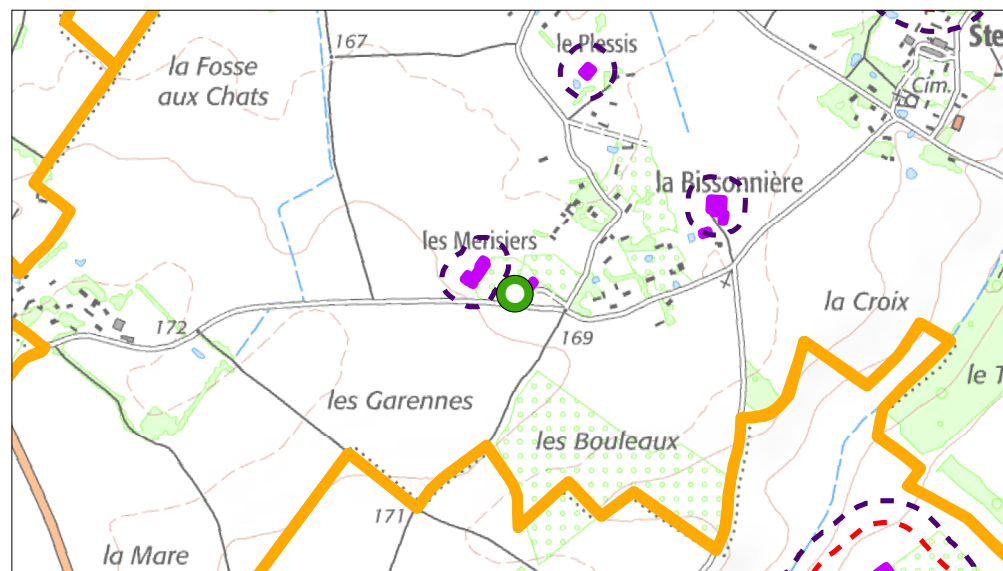 Ste
167
le Plessis
la Fosse
aux Chats
Cim.
la Bissonnière
les Merisiers
la Croix
172
169
le T
les Garennes
les Bouleaux
171
la Mare